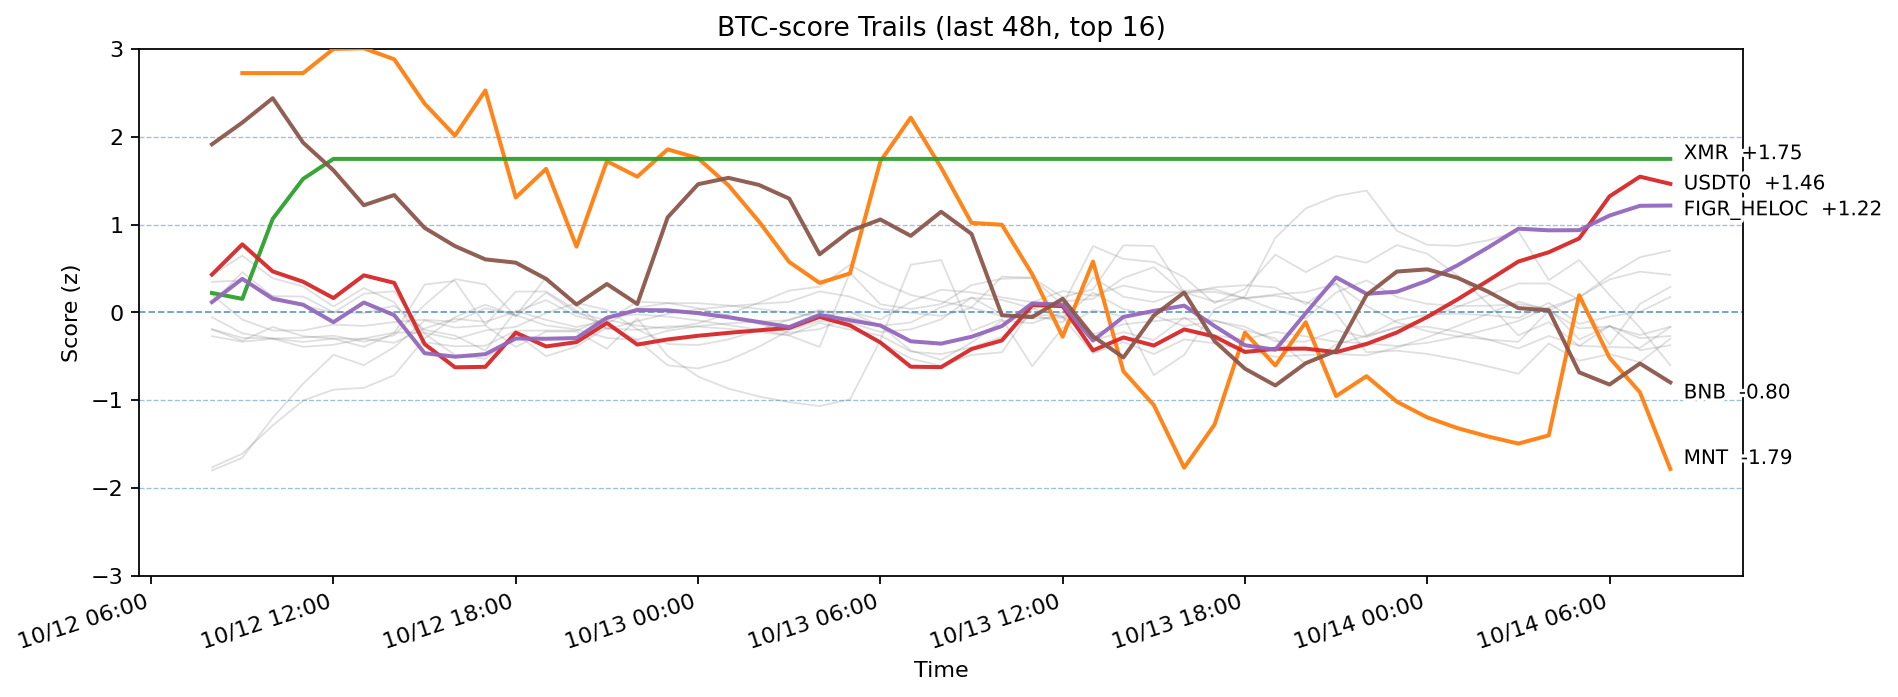 BTC-score Trails (last 48h, top 16)
Score (z)
3
2
1
0
−1
−2
−3
XMR +1.75
USDT0 +1.46
FIGR_HELOC +1.22
BNB -0.80
MNT -1.79
10/12 06:00
10/12 12:00
10/12 18:00
10/13 00:00
10/13 06:00
10/13 12:00
10/13 18:00
10/14 00:00
10/14 06:00
Time